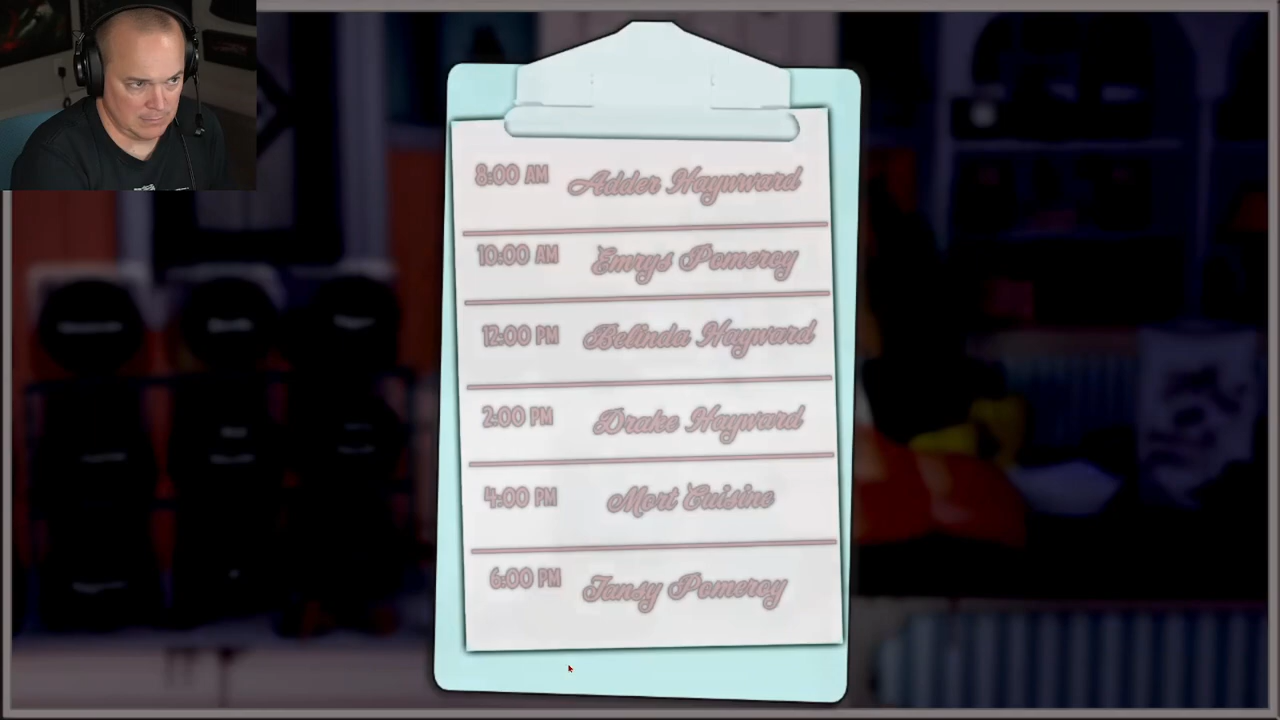 8:00 AM Adder Haywward
10:00 AM Emrys Pomeroy
12:00 PM Belinda Hayward
2:00 PM Drake Hayward
4:00 PM Mort Cuisine
6:00 PM Tansy Pomeroy